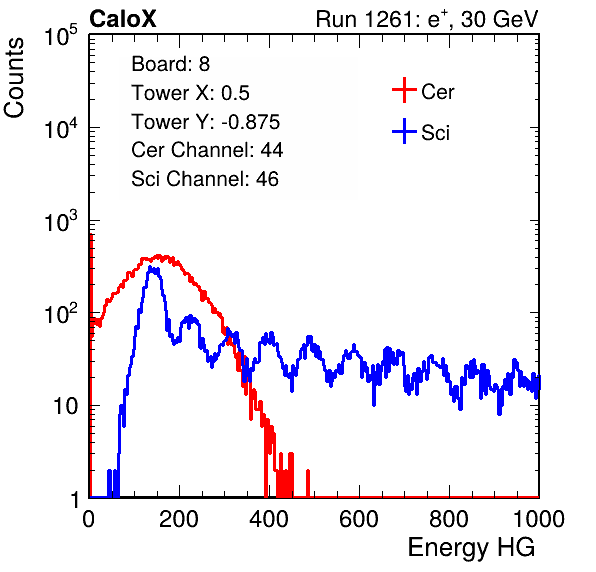 CaloX Run 1261: e⁺, 30 GeV
Board: 8
Tower X: 0.5
Tower Y: -0.875
Cer Channel: 44
Sci Channel: 46
Cer
Sci
Counts
10⁵
10⁴
10³
10²
10
1
0 200 400 600 800 1000
Energy HG